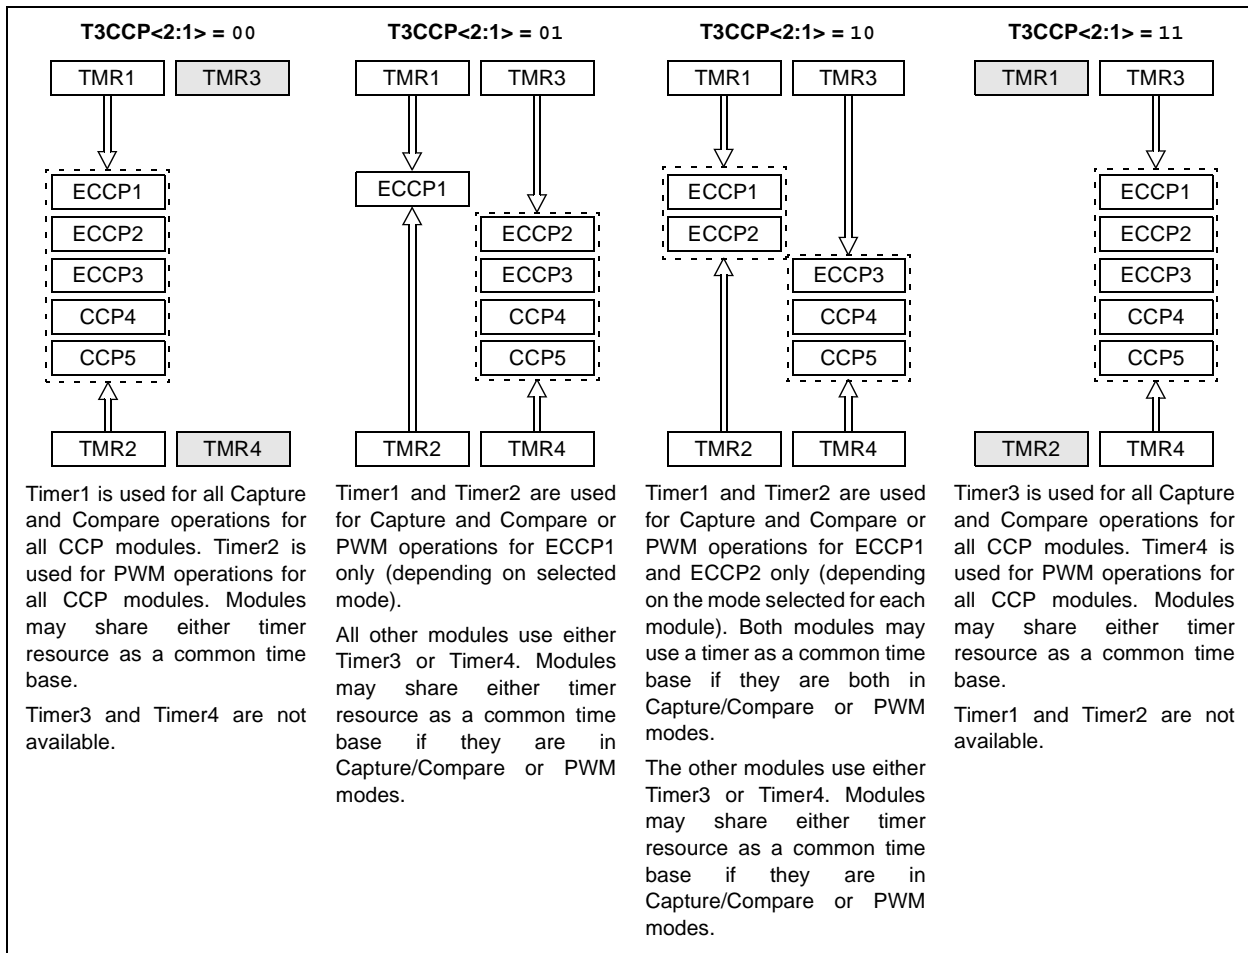 T3CCP<2:1> = 00
TMR1 TMR3
ECCP1
ECCP2
ECCP3
CCP4
CCP5
TMR2 TMR4
Timer1 is used for all Capture
and Compare operations for
all CCP modules. Timer2 is
used for PWM operations for
all CCP modules. Modules
may share either timer
resource as a common time
base.
Timer3 and Timer4 are not
available.
T3CCP<2:1> = 01
TMR1 TMR3
ECCP1
ECCP2
ECCP3
CCP4
CCP5
TMR2 TMR4
Timer1 and Timer2 are used
for Capture and Compare or
PWM operations for ECCP1
only (depending on selected
mode).
All other modules use either
Timer3 or Timer4. Modules
may share either timer
resource as a common time
base if they are in
Capture/Compare or PWM
modes.
T3CCP<2:1> = 10
TMR1 TMR3
ECCP1
ECCP2
ECCP3
CCP4
CCP5
TMR2 TMR4
Timer1 and Timer2 are used
for Capture and Compare or
PWM operations for ECCP1
and ECCP2 only (depending
on the mode selected for each
module). Both modules may
use a timer as a common time
base if they are both in
Capture/Compare or PWM
modes.
The other modules use either
Timer3 or Timer4. Modules
may share either timer
resource as a common time
base if they are in
Capture/Compare or PWM
modes.
T3CCP<2:1> = 11
TMR1 TMR3
ECCP1
ECCP2
ECCP3
CCP4
CCP5
TMR2 TMR4
Timer3 is used for all Capture
and Compare operations for
all CCP modules. Timer4 is
used for PWM operations for
all CCP modules. Modules
may share either timer
resource as a common time
base.
Timer1 and Timer2 are not
available.